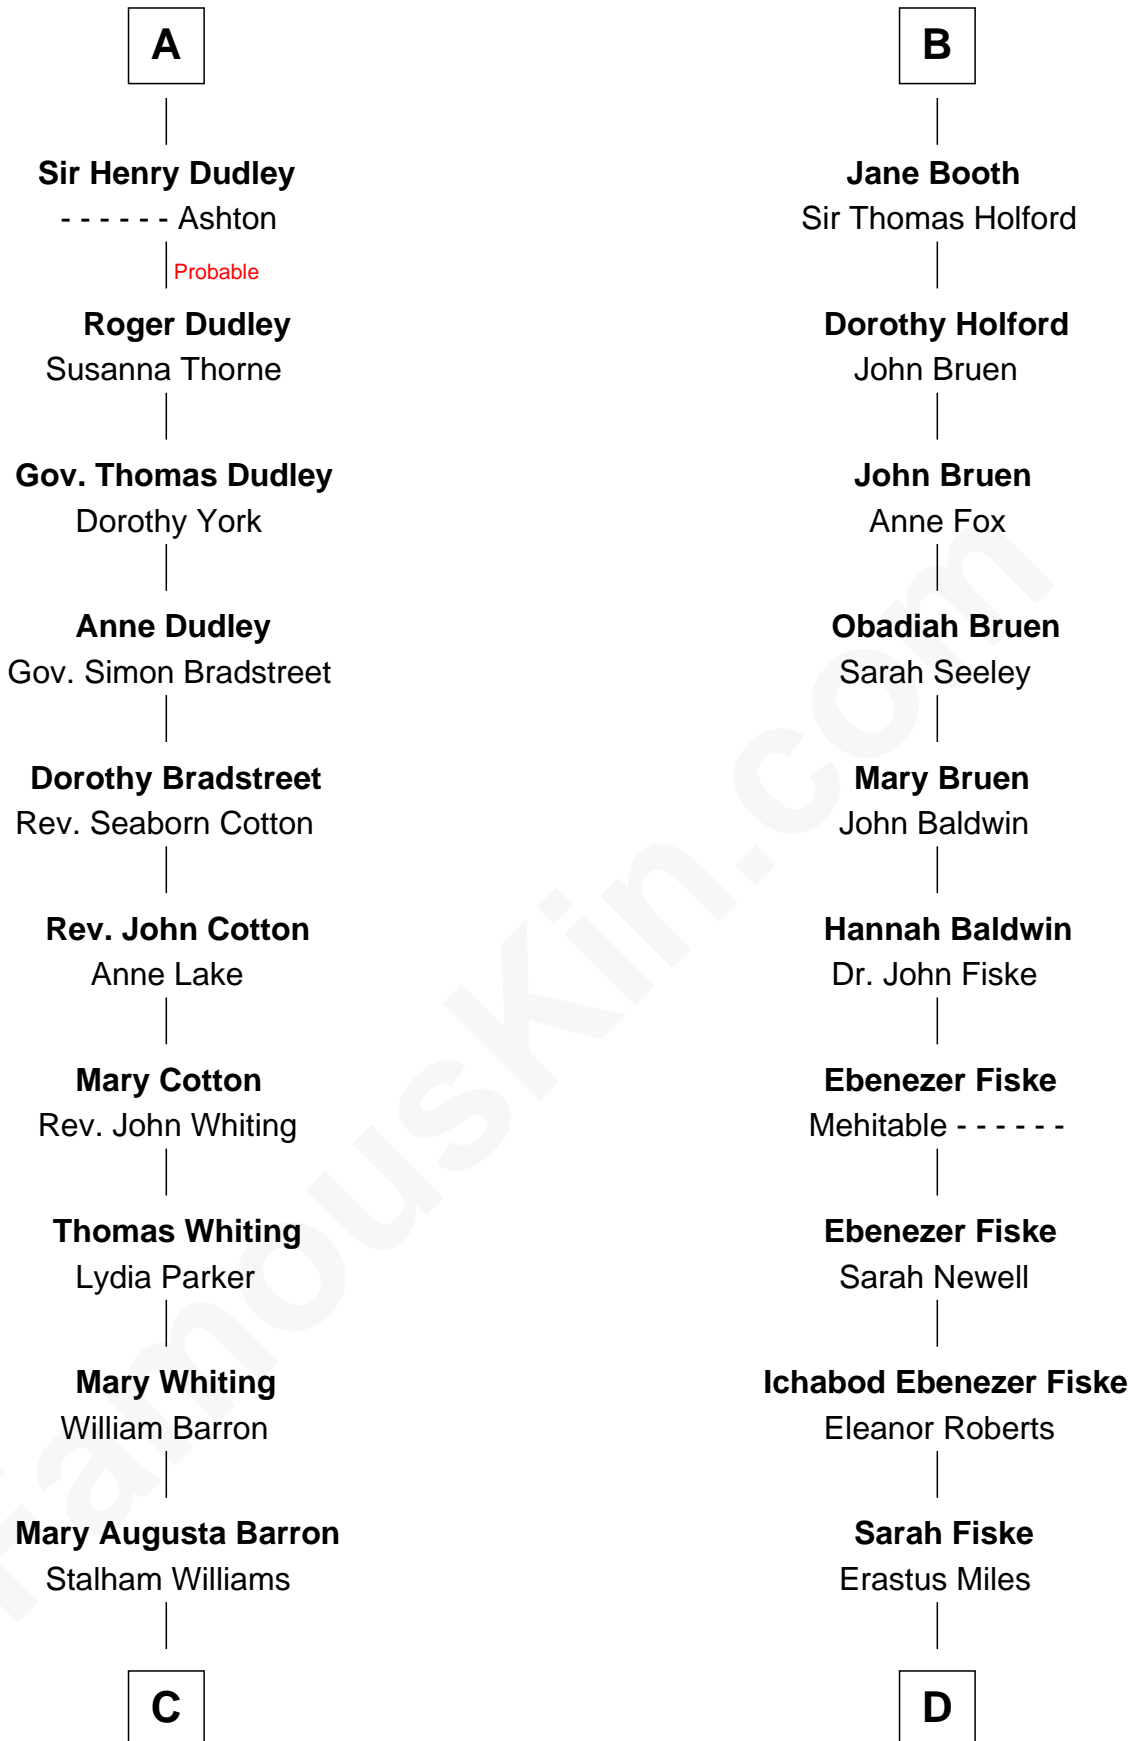 A
Sir Henry Dudley
- - - - - - Ashton
Probable
Roger Dudley
Susanna Thorne
Gov. Thomas Dudley
Dorothy York
Anne Dudley
Gov. Simon Bradstreet
Dorothy Bradstreet
Rev. Seaborn Cotton
Rev. John Cotton
Anne Lake
Mary Cotton
Rev. John Whiting
Thomas Whiting
Lydia Parker
Mary Whiting
William Barron
Mary Augusta Barron
Stalham Williams
C
B
Jane Booth
Sir Thomas Holford
Dorothy Holford
John Bruen
John Bruen
Anne Fox
Obadiah Bruen
Sarah Seeley
Mary Bruen
John Baldwin
Hannah Baldwin
Dr. John Fiske
Ebenezer Fiske
Mehitable - - - - - -
Ebenezer Fiske
Sarah Newell
Ichabod Ebenezer Fiske
Eleanor Roberts
Sarah Fiske
Erastus Miles
D
FamousKin.com